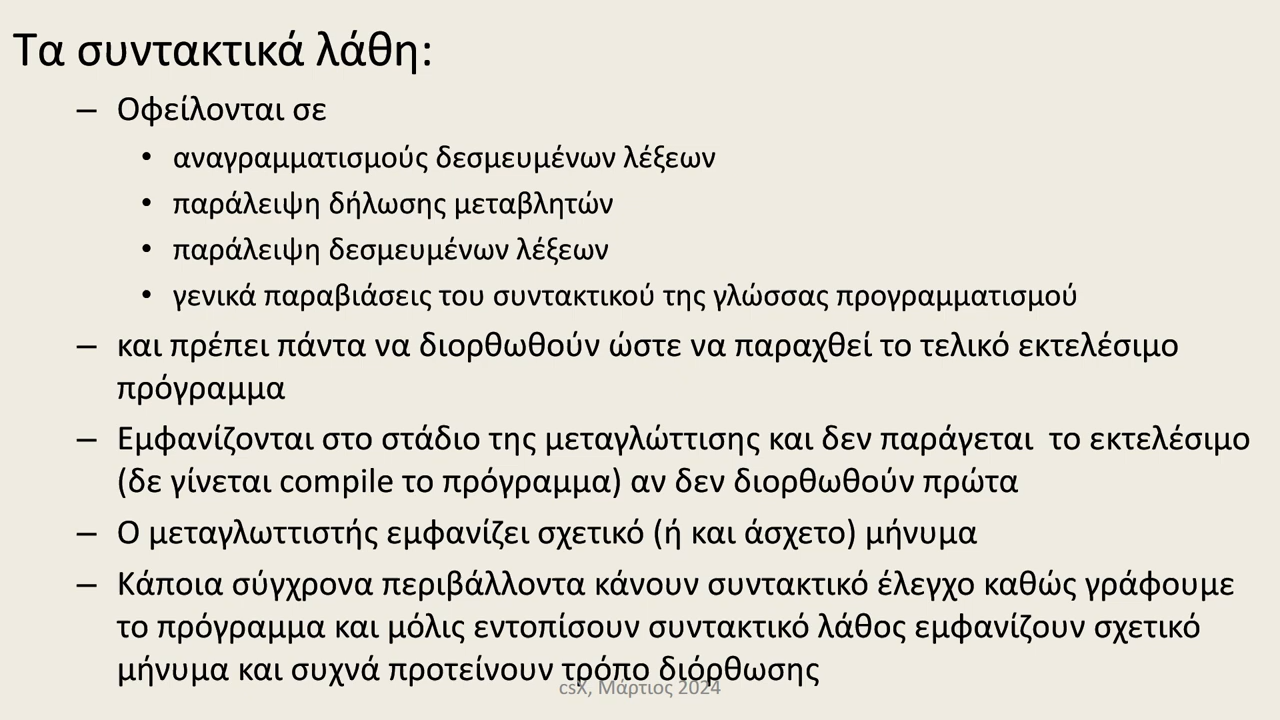 Τα συντακτικά λάθη:
– Οφείλονται σε
• αναγραμματισμούς δεσμευμένων λέξεων
• παράλειψη δήλωσης μεταβλητών
• παράλειψη δεσμευμένων λέξεων
• γενικά παραβιάσεις του συντακτικού της γλώσσας προγραμματισμού
– και πρέπει πάντα να διορθωθούν ώστε να παραχθεί το τελικό εκτελέσιμο
πρόγραμμα
– Εμφανίζονται στο στάδιο της μεταγλώττισης και δεν παράγεται  το εκτελέσιμο
(δε γίνεται compile το πρόγραμμα) αν δεν διορθωθούν πρώτα
– Ο μεταγλωττιστής εμφανίζει σχετικό (ή και άσχετο) μήνυμα
– Κάποια σύγχρονα περιβάλλοντα κάνουν συντακτικό έλεγχο καθώς γράφουμε
το πρόγραμμα και μόλις εντοπίσουν συντακτικό λάθος εμφανίζουν σχετικό
μήνυμα και συχνά προτείνουν τρόπο διόρθωσης
csX, Μάρτιος 2024